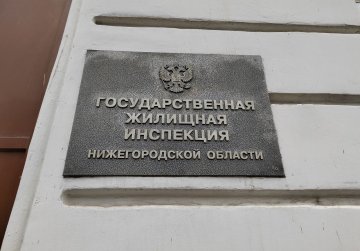 ГОСУДАРСТВЕННАЯ
ЖИЛИЩНАЯ
ИНСПЕКЦИЯ
НИЖЕГОРОДСКОЙ ОБЛАСТИ